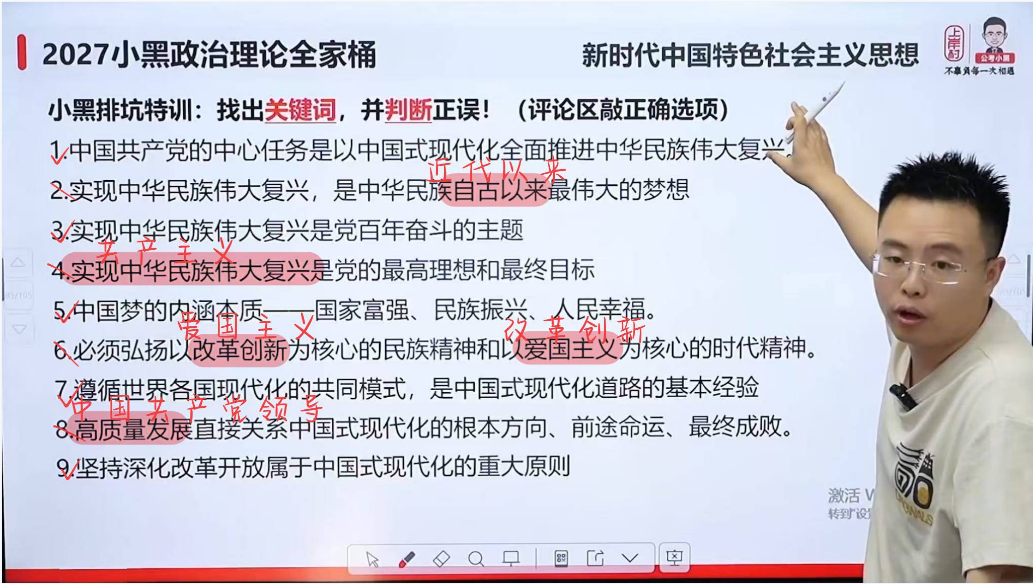 2027小黑政治理论全家桶
新时代中国特色社会主义思想
上岸村
公考小黑
不辜负每一次相遇
小黑排坑特训：找出关键词，并判断正误！（评论区敲正确选项）
1.中国共产党的中心任务是以中国式现代化全面推进中华民族伟大复兴。
近代以来
2.实现中华民族伟大复兴，是中华民族自古以来最伟大的梦想
3.实现中华民族伟大复兴是党百年奋斗的主题
共产主义
4.实现中华民族伟大复兴是党的最高理想和最终目标
5.中国梦的内涵本质——国家富强、民族振兴、人民幸福。
爱国主义 改革创新
6.必须弘扬以改革创新为核心的民族精神和以爱国主义为核心的时代精神。
7.遵循世界各国现代化的共同模式，是中国式现代化道路的基本经验
中国共产党领导
8.高质量发展直接关系中国式现代化的根本方向、前途命运、最终成败。
9.坚持深化改革开放属于中国式现代化的重大原则
激活 W
转到"设置